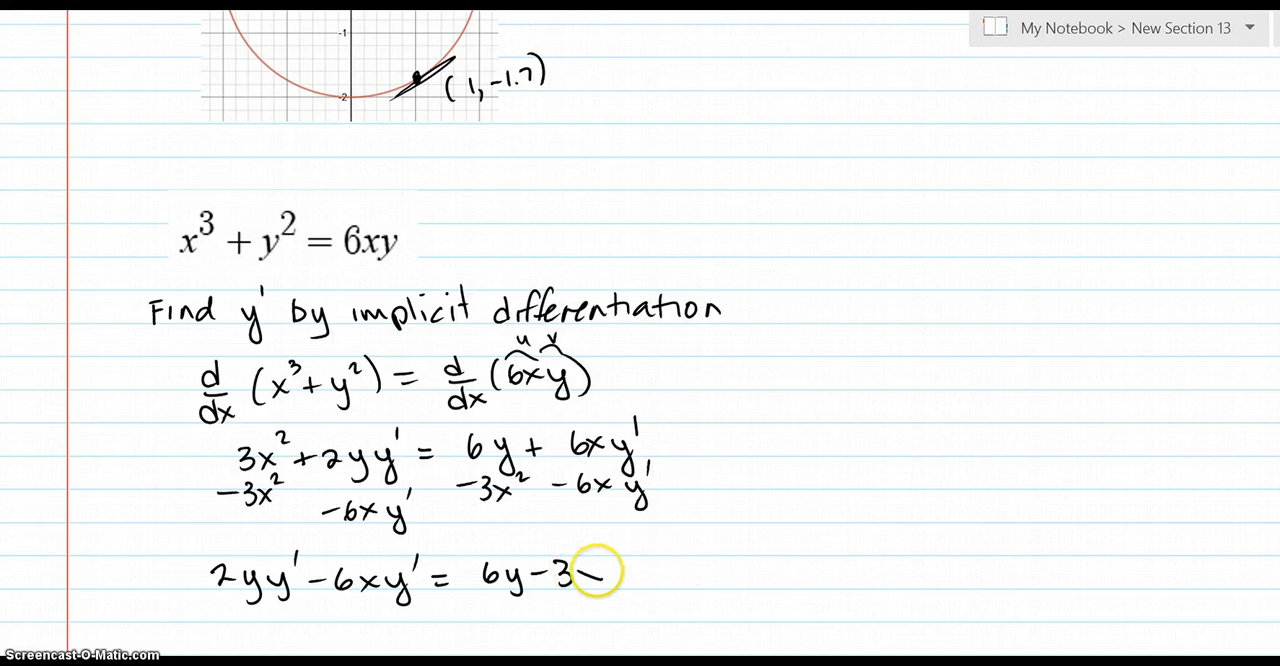 My Notebook > New Section 13
-1
-2
(1, -1.7)
x³ + y² = 6xy
Find y' by implicit differentiation
u v
d/dx (x³ + y²) = d/dx (6xy)
3x² + 2yy' = 6y + 6xy'
-3x² -3x² - 6xy'
-6xy'
2yy' - 6xy' = 6y - 3
Screencast-O-Matic.com